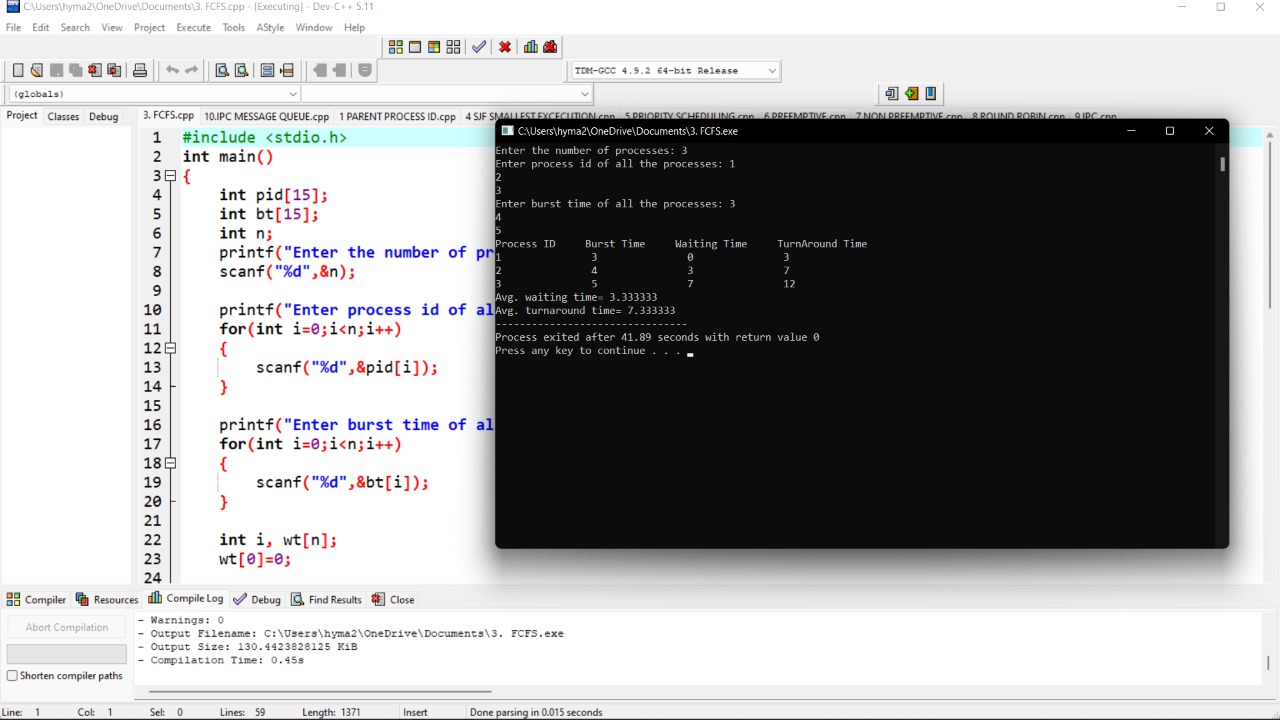 C:\Users\hyma2\OneDrive\Documents\3. FCFS.cpp - [Executing] - Dev-C++ 5.11
File Edit Search View Project Execute Tools AStyle Window Help
TDM-GCC 4.9.2 64-bit Release
(globals)
Project Classes Debug
3. FCFS.cpp 10.IPC MESSAGE QUEUE.cpp 1 PARENT PROCESS ID.cpp 4 SJF SMALLEST EXCECUTION.cpp 5 PRIORITY SCHEDULING.cpp 6 PREEMPTIVE.cpp 7 NON PREEMPTIVE.cpp 8 ROUND ROBIN.cpp 9 IPC.cpp
1 #include <stdio.h>
2 int main()
3 {
4 int pid[15];
5 int bt[15];
6 int n;
7 printf("Enter the number of pr
8 scanf("%d",&n);
9
10 printf("Enter process id of al
11 for(int i=0;i<n;i++)
12 {
13 scanf("%d",&pid[i]);
14 }
15
16 printf("Enter burst time of al
17 for(int i=0;i<n;i++)
18 {
19 scanf("%d",&bt[i]);
20 }
21
22 int i, wt[n];
23 wt[0]=0;
24
C:\Users\hyma2\OneDrive\Documents\3. FCFS.exe
Enter the number of processes: 3
Enter process id of all the processes: 1
2
3
Enter burst time of all the processes: 3
4
5
Process ID Burst Time Waiting Time TurnAround Time
1 3 0 3
2 4 3 7
3 5 7 12
Avg. waiting time= 3.333333
Avg. turnaround time= 7.333333
--------------------------------
Process exited after 41.89 seconds with return value 0
Press any key to continue . . .
Compiler Resources Compile Log Debug Find Results Close
Abort Compilation
Shorten compiler paths
- Warnings: 0
- Output Filename: C:\Users\hyma2\OneDrive\Documents\3. FCFS.exe
- Output Size: 130.4423828125 KiB
- Compilation Time: 0.45s
Line: 1 Col: 1 Sel: 0 Lines: 59 Length: 1371 Insert Done parsing in 0.015 seconds